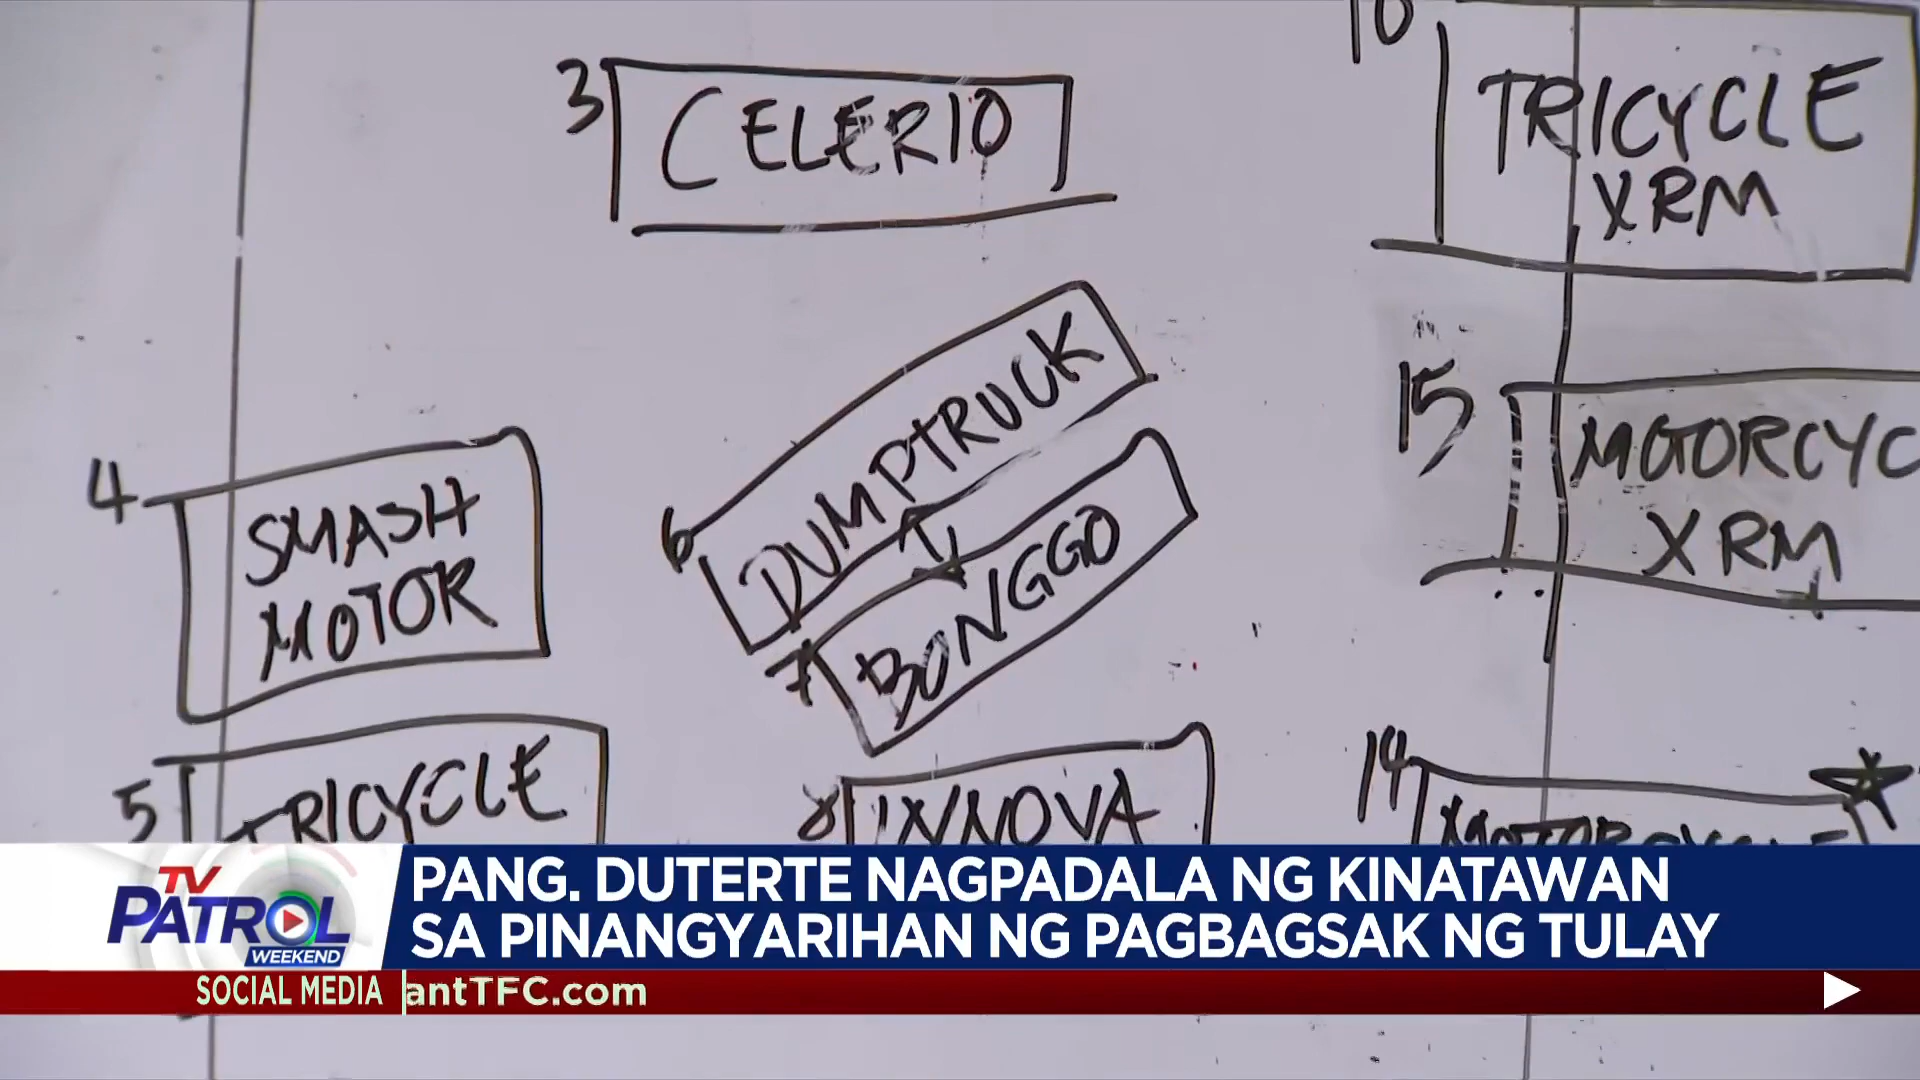 10
3
CELERIO
TRICYCLE
XRM
6
DUMPTRUCK
15
MOTORCYC
XRM
4
SMASH
MOTOR
7
BONGGO
5
TRICYCLE
8
INNOVA
14
MOTORCYCLE
TV
PATROL
WEEKEND
PANG. DUTERTE NAGPADALA NG KINATAWAN
SA PINANGYARIHAN NG PAGBAGSAK NG TULAY
SOCIAL MEDIA
antTFC.com